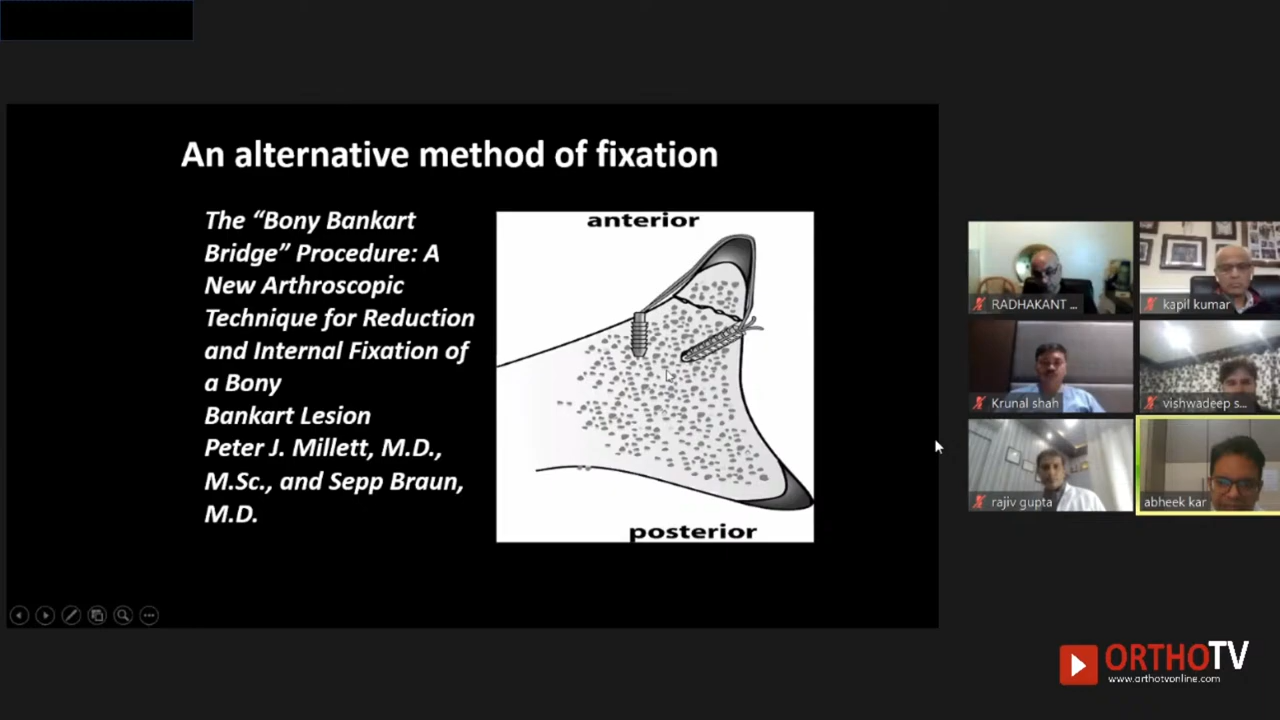 An alternative method of fixation
The “Bony Bankart
Bridge” Procedure: A
New Arthroscopic
Technique for Reduction
and Internal Fixation of
a Bony
Bankart Lesion
Peter J. Millett, M.D.,
M.Sc., and Sepp Braun,
M.D.
anterior
posterior
RADHAKANT ...
kapil kumar
Krunal shah
vishwadeep s...
rajiv gupta
abheek kar
ORTHOTV
www.orthotvonline.com